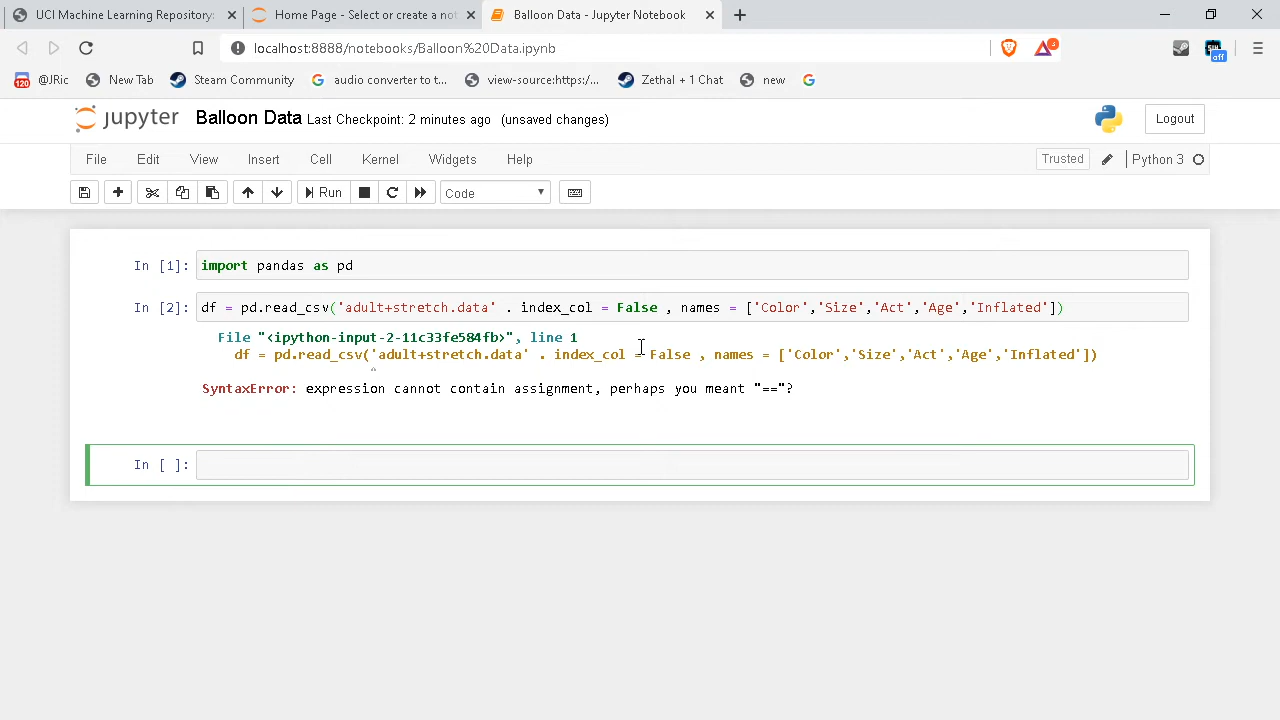 UCI Machine Learning Repository:
Home Page - Select or create a not
Balloon Data - Jupyter Notebook
localhost:8888/notebooks/Balloon%20Data.ipynb
3
off
120 @JRic
New Tab
Steam Community
audio converter to t...
view-source:https:/...
Zethal + 1 Chat
new
jupyter Balloon Data Last Checkpoint: 2 minutes ago (unsaved changes)
Logout
File Edit View Insert Cell Kernel Widgets Help
Trusted
Python 3
Run
Code
In [1]: import pandas as pd
In [2]: df = pd.read_csv('adult+stretch.data' . index_col = False , names = ['Color','Size','Act','Age','Inflated'])
File "<ipython-input-2-11c33fe584fb>", line 1
df = pd.read_csv('adult+stretch.data' . index_col = False , names = ['Color','Size','Act','Age','Inflated'])
^
SyntaxError: expression cannot contain assignment, perhaps you meant "=="?
In [ ]: